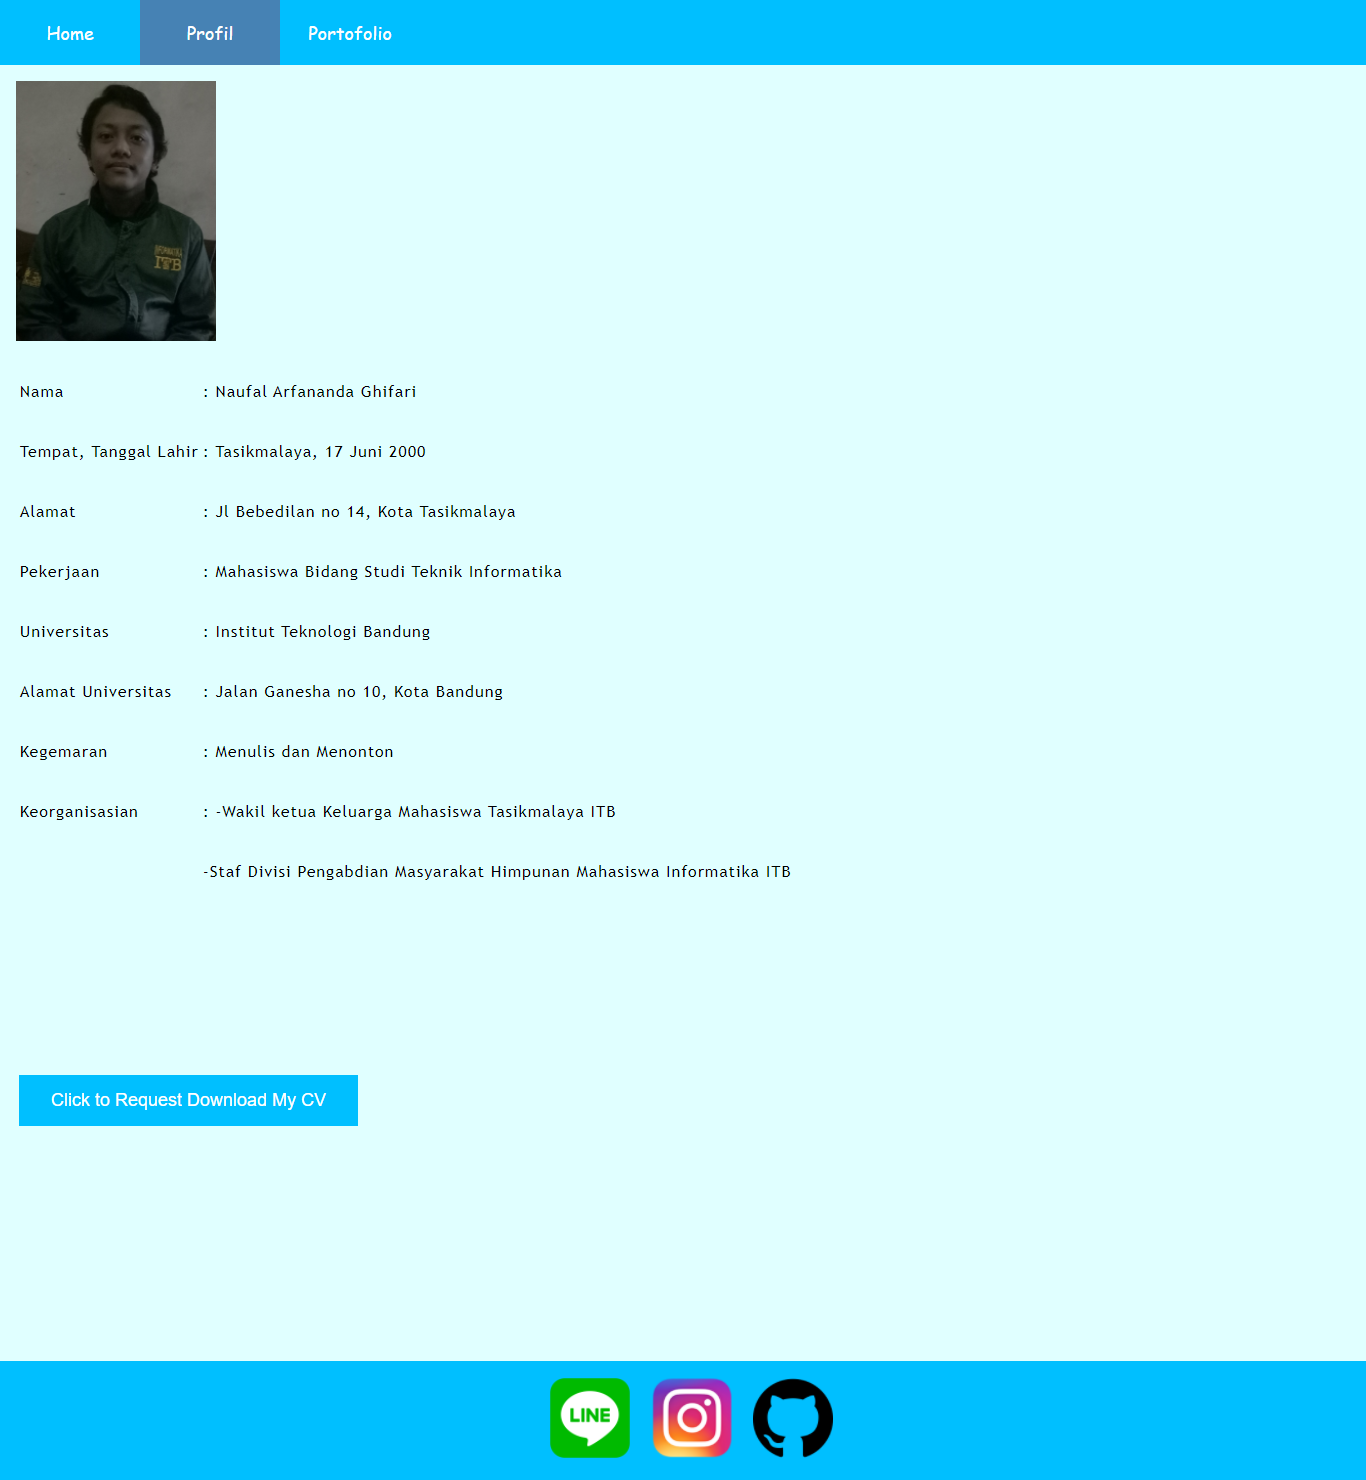 Home Profil Portofolio
INFORMATIKA
ITB
Nama : Naufal Arfananda Ghifari
Tempat, Tanggal Lahir : Tasikmalaya, 17 Juni 2000
Alamat : Jl Bebedilan no 14, Kota Tasikmalaya
Pekerjaan : Mahasiswa Bidang Studi Teknik Informatika
Universitas : Institut Teknologi Bandung
Alamat Universitas : Jalan Ganesha no 10, Kota Bandung
Kegemaran : Menulis dan Menonton
Keorganisasian : -Wakil ketua Keluarga Mahasiswa Tasikmalaya ITB
-Staf Divisi Pengabdian Masyarakat Himpunan Mahasiswa Informatika ITB
Click to Request Download My CV
LINE